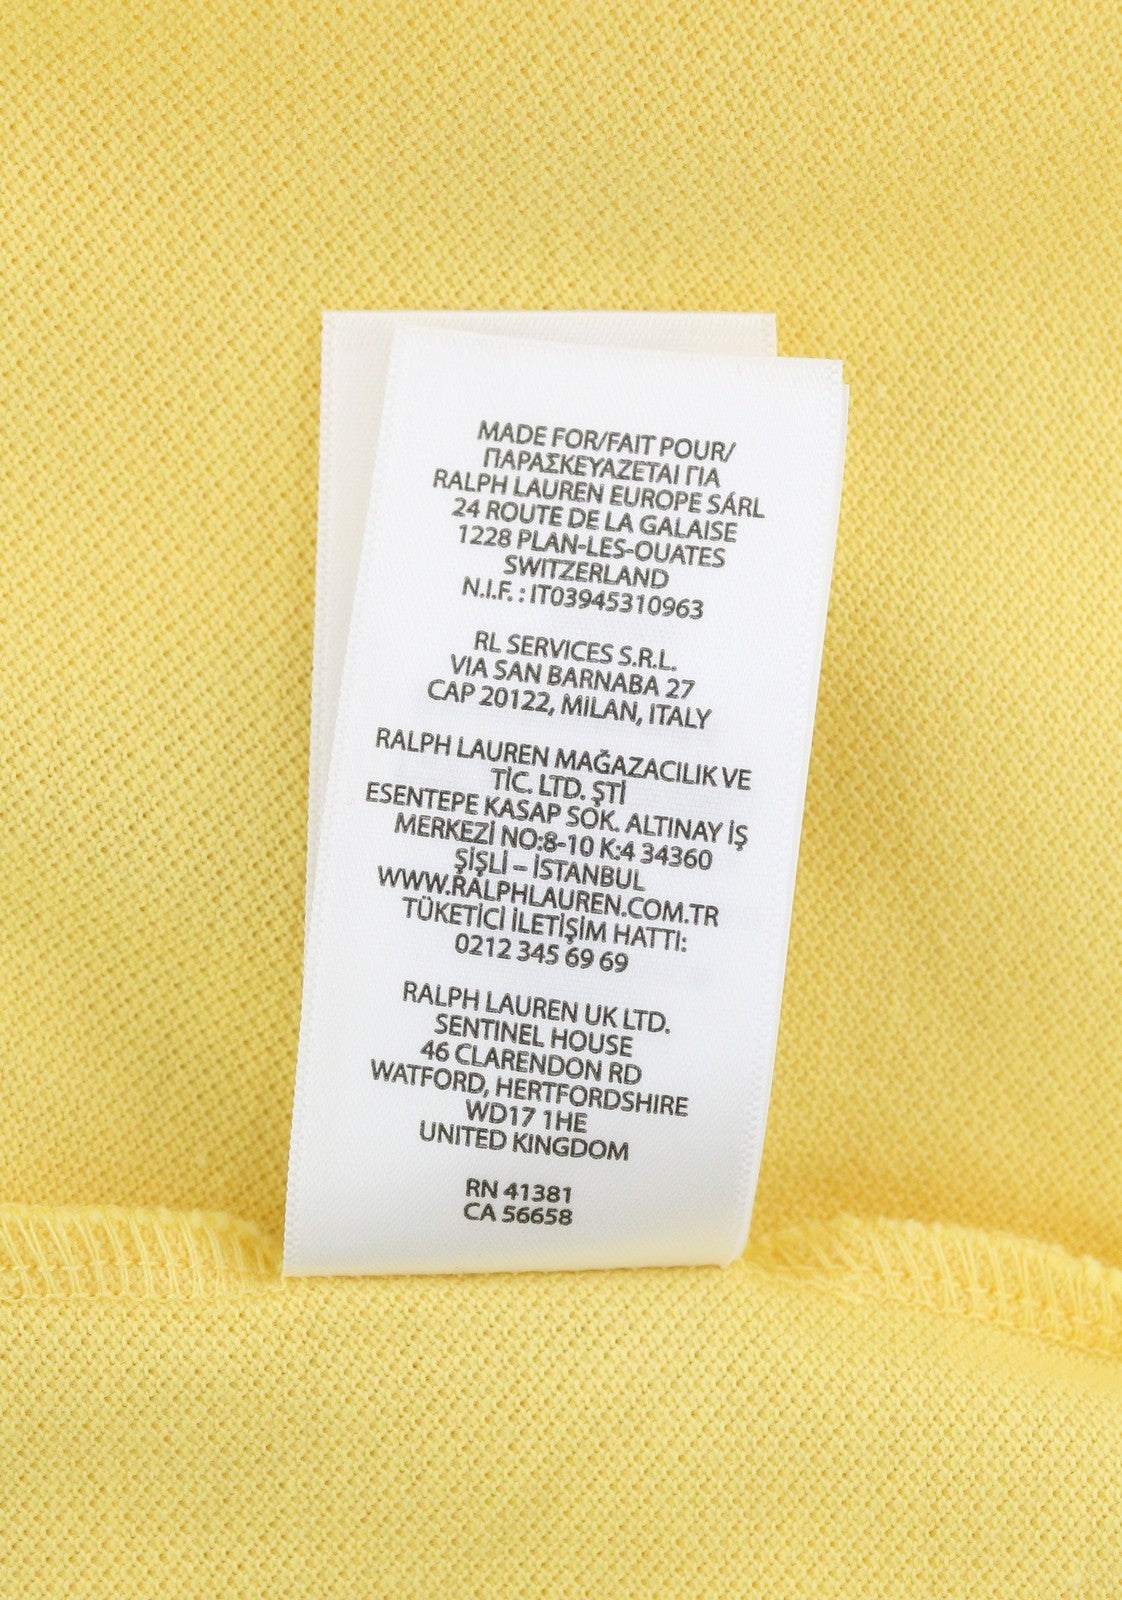 MADE FOR/FAIT POUR/
ΠΑΡΑΣΚΕΥΑΖΕΤΑΙ ΓΙΑ
RALPH LAUREN EUROPE SÁRL
24 ROUTE DE LA GALAISE
1228 PLAN-LES-OUATES
SWITZERLAND
N.I.F. : IT03945310963
RL SERVICES S.R.L.
VIA SAN BARNABA 27
CAP 20122, MILAN, ITALY
RALPH LAUREN MAĞAZACILIK VE
TİC. LTD. ŞTİ
ESENTEPE KASAP SOK. ALTINAY İŞ
MERKEZİ NO:8-10 K:4 34360
ŞİŞLİ – İSTANBUL
WWW.RALPHLAUREN.COM.TR
TÜKETİCİ İLETİŞİM HATTI:
0212 345 69 69
RALPH LAUREN UK LTD.
SENTINEL HOUSE
46 CLARENDON RD
WATFORD, HERTFORDSHIRE
WD17 1HE
UNITED KINGDOM
RN 41381
CA 56658